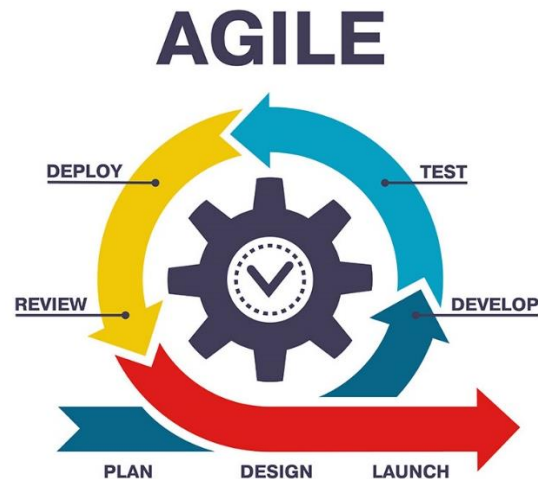 AGILE
DEPLOY
TEST
REVIEW
DEVELOP
PLAN DESIGN LAUNCH